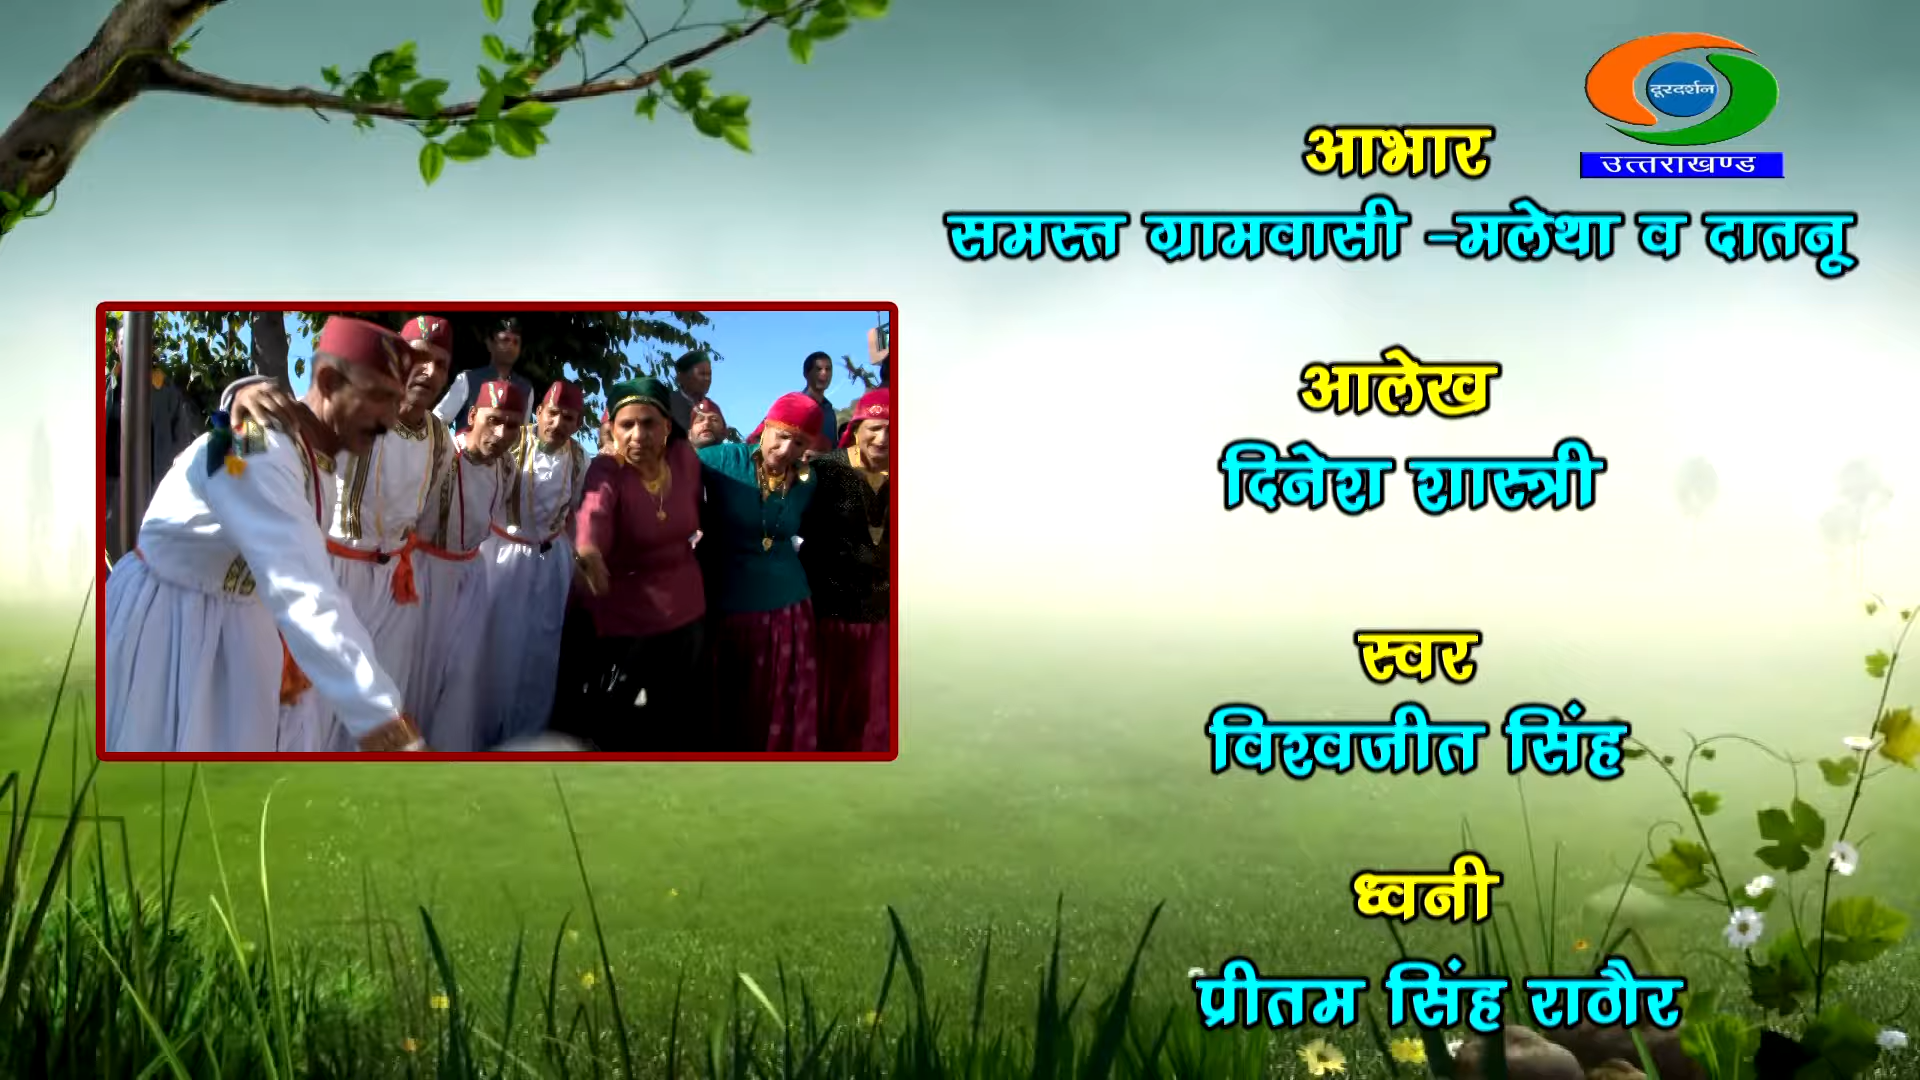 दूरदर्शन
उत्तराखण्ड
आभार
समस्त ग्रामवासी -मलेथा व दातनू
आलेख
दिनेश शास्त्री
स्वर
विश्वजीत सिंह
ध्वनी
प्रीतम सिंह राठौर